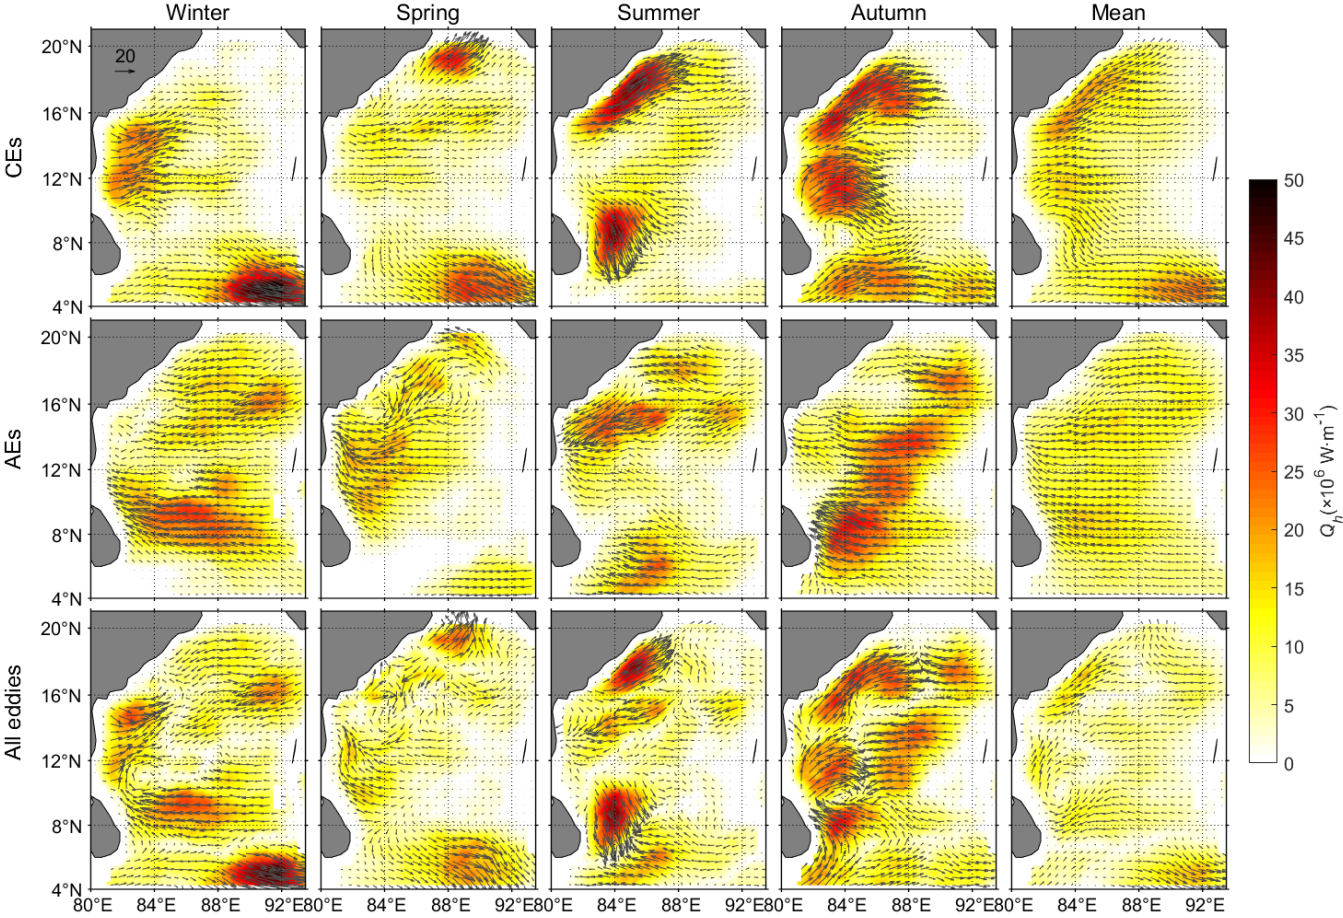 Winter Spring Summer Autumn Mean
20°N
20
16°N
CEs
12°N
8°N
4°N
20°N
16°N
AEs
12°N
8°N
4°N
20°N
16°N
All eddies
12°N
8°N
4°N
80°E 84°E 88°E 92°E 80°E 84°E 88°E 92°E 80°E 84°E 88°E 92°E 80°E 84°E 88°E 92°E 80°E 84°E 88°E 92°E
50
45
40
35
30
25
20
15
10
5
0
Qh(×10⁶ W·m⁻¹)